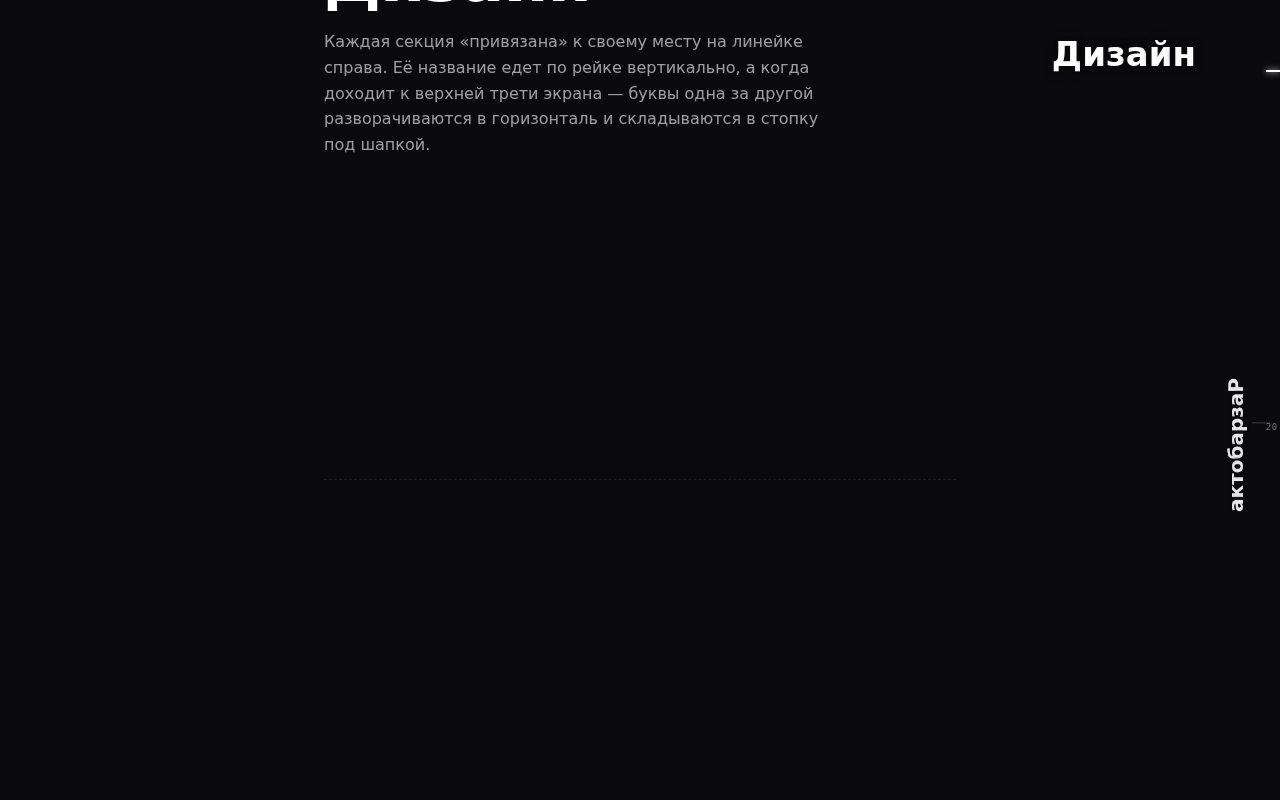 Каждая секция «привязана» к своему месту на линейке
справа. Её название едет по рейке вертикально, а когда
доходит к верхней трети экрана — буквы одна за другой
разворачиваются в горизонталь и складываются в стопку
под шапкой.
Дизайн
актобарзаР
20